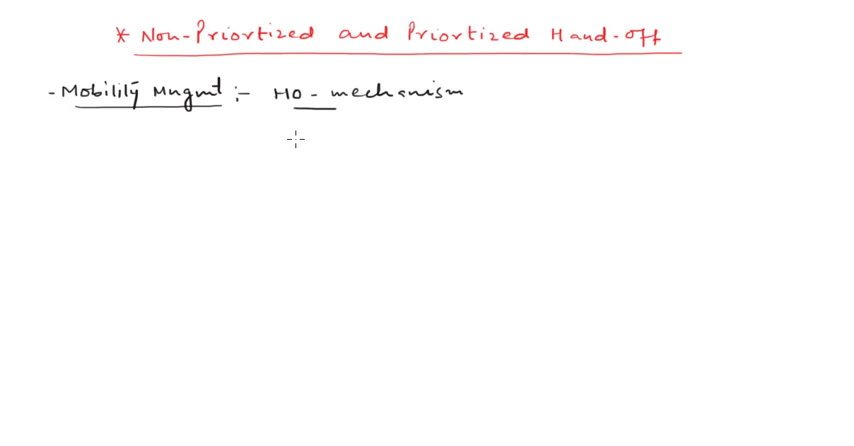 * Non-Priortized and Priortized Hand-off
- Mobility Mngmt :- HO - mechanism